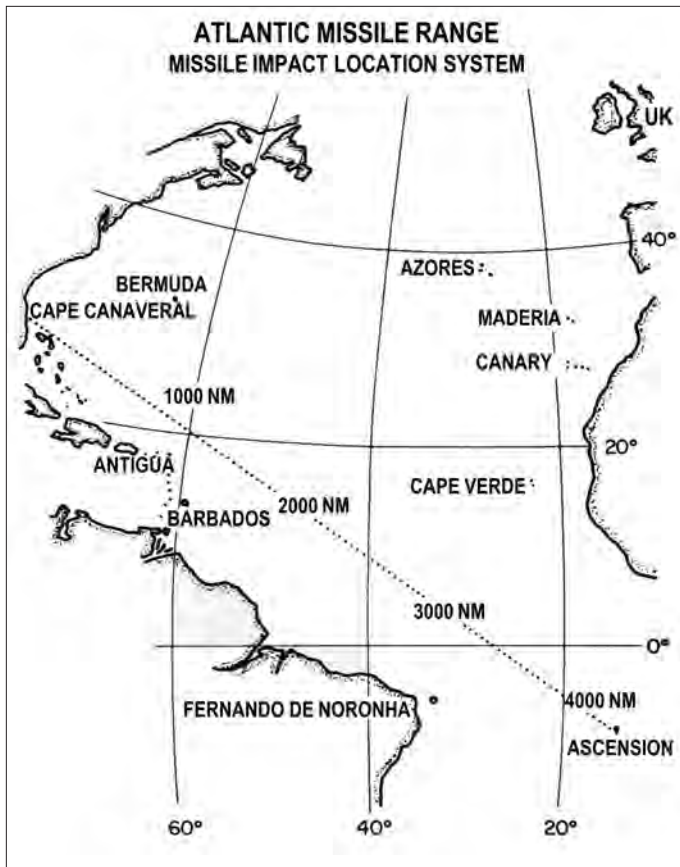 ATLANTIC MISSILE RANGE
MISSILE IMPACT LOCATION SYSTEM
UK
40°
AZORES
BERMUDA
CAPE CANAVERAL
MADERIA
CANARY
1000 NM
20°
ANTIGUA
CAPE VERDE
2000 NM
BARBADOS
3000 NM
0°
4000 NM
FERNANDO DE NORONHA
ASCENSION
60°
40°
20°